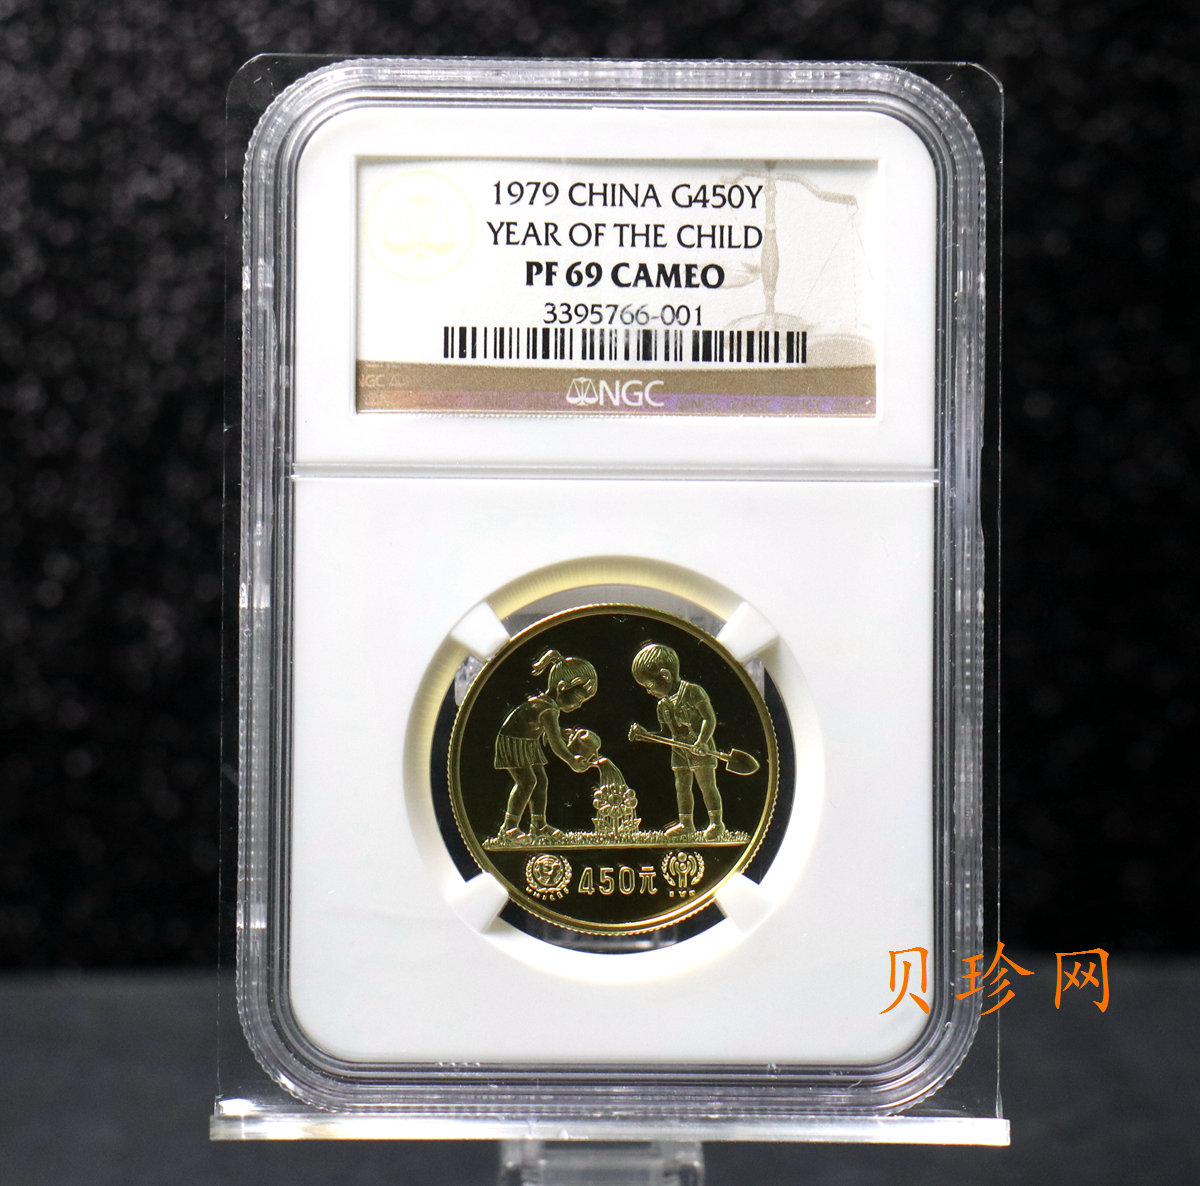 1979 CHINA G450Y
YEAR OF THE CHILD
PF 69 CAMEO
3395766-001
NGC
450元
贝珍网